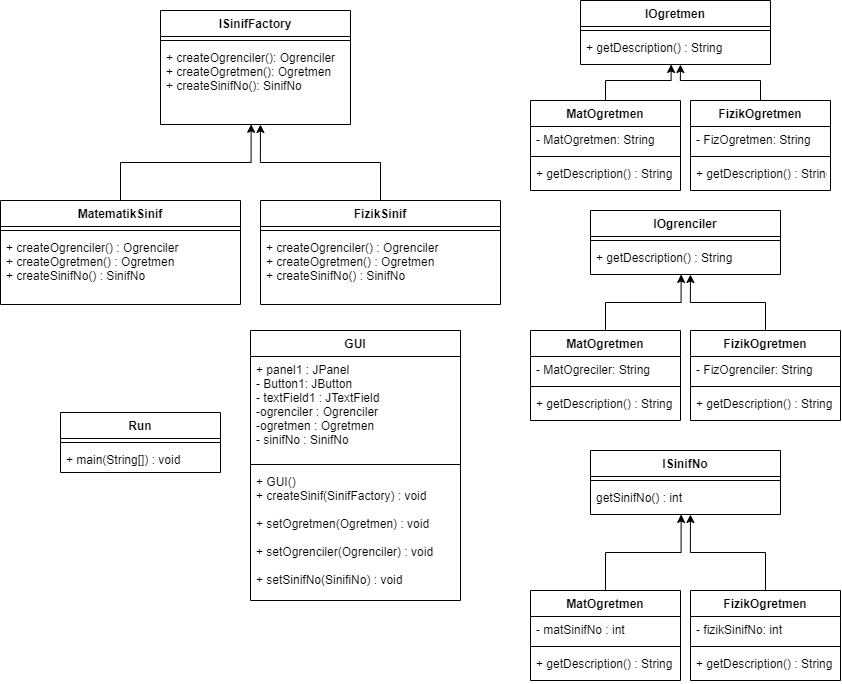 ISinifFactory
+ createOgrenciler(): Ogrenciler
+ createOgretmen(): Ogretmen
+ createSinifNo(): SinifNo
MatematikSinif
+ createOgrenciler() : Ogrenciler
+ createOgretmen() : Ogretmen
+ createSinifNo() : SinifNo
FizikSinif
+ createOgrenciler() : Ogrenciler
+ createOgretmen() : Ogretmen
+ createSinifNo() : SinifNo
Run
+ main(String[]) : void
GUI
+ panel1 : JPanel
- Button1: JButton
- textField1 : JTextField
-ogrenciler : Ogrenciler
-ogretmen : Ogretmen
- sinifNo : SinifNo
+ GUI()
+ createSinif(SinifFactory) : void
+ setOgretmen(Ogretmen) : void
+ setOgrenciler(Ogrenciler) : void
+ setSinifNo(SinifiNo) : void
IOgretmen
+ getDescription() : String
MatOgretmen
- MatOgretmen: String
+ getDescription() : String
FizikOgretmen
- FizOgretmen: String
+ getDescription() : Strin
IOgrenciler
+ getDescription() : String
MatOgretmen
- MatOgreciler: String
+ getDescription() : String
FizikOgretmen
- FizOgrenciler: String
+ getDescription() : String
ISinifNo
getSinifNo() : int
MatOgretmen
- matSinifNo : int
+ getDescription() : String
FizikOgretmen
- fizikSinifNo: int
+ getDescription() : String